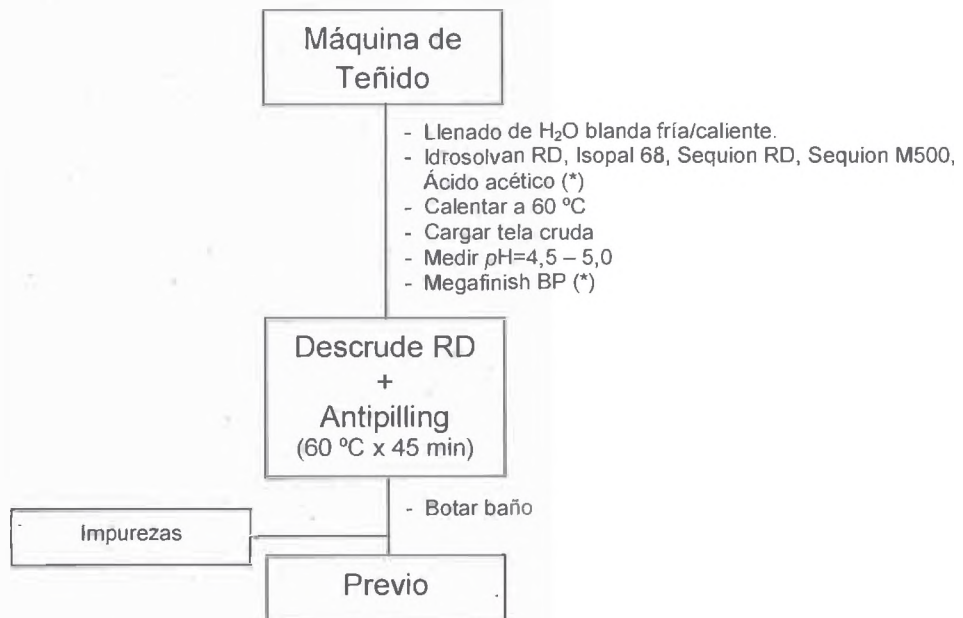 Máquina de
Teñido
- Llenado de H₂O blanda fría/caliente.
- Idrosolvan RD, Isopal 68, Sequion RD, Sequion M500,
Ácido acético (*)
- Calentar a 60 ºC
- Cargar tela cruda
- Medir pH=4,5 – 5,0
- Megafinish BP (*)
Descrude RD
+
Antipilling
(60 ºC x 45 min)
- Botar baño
Impurezas
Previo